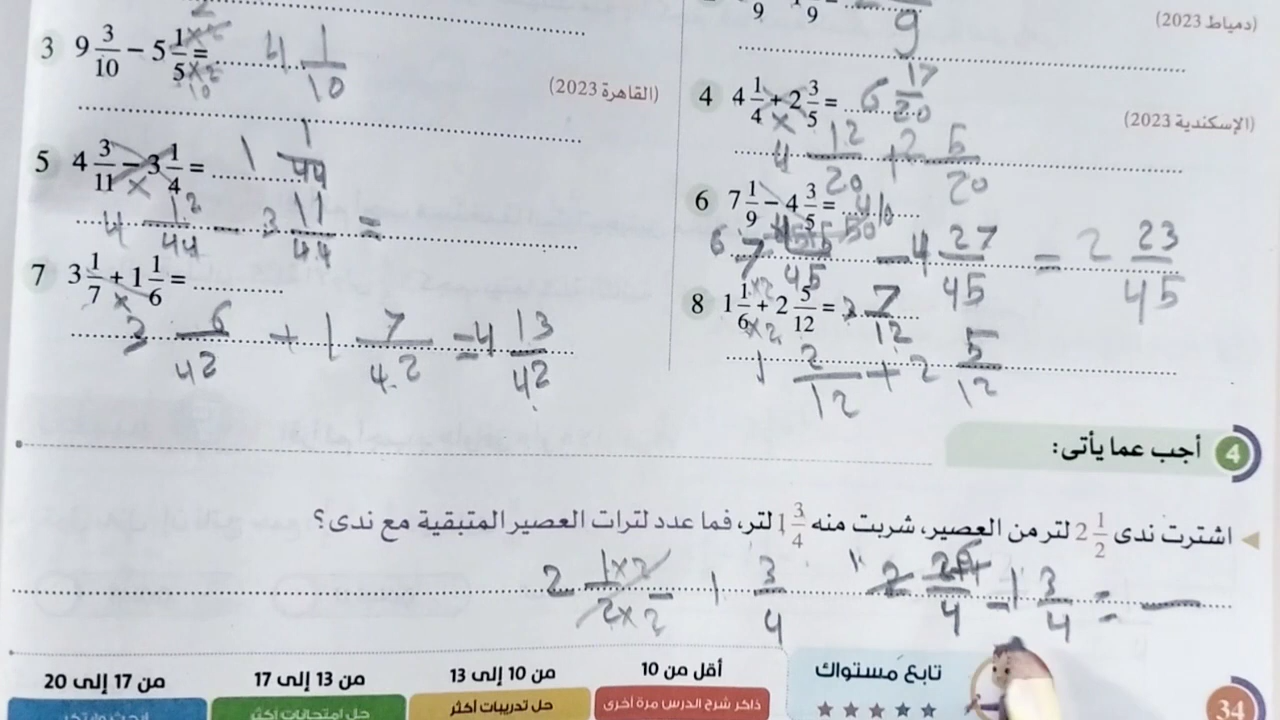 (دمياط 2023)
3 9 3/10 − 5 1/5 = 4 1/10
(القاهرة 2023)
4 4 1/4 + 2 3/5 = 6 17/20
(الإسكندية 2023)
4 12/20 + 2 5/20
5 4 3/11 − 3 1/4 = 1 1/44
4 12/44 − 3 11/44 =
6 7 1/9 − 4 3/5 =
− 4 27/45 = 2 23/45
7 3 1/7 + 1 1/6 =
3 6/42 + 1 7/42 = 4 13/42
8 1 1/6 + 2 5/12 = 3 7/12
1 2/12 + 2 5/12
4 أجب عما يأتى:
اشترت ندى 2 1/2 لتر من العصير، شربت منه 1 3/4 لتر، فما عدد لترات العصير المتبقية مع ندى؟
2 1×2/2×2 − 1 3/4
− 1 3/4 =
تابع مستواك
أقل من 10
من 10 إلى 13
من 13 إلى 17
من 17 إلى 20
ذاكر شرح الدرس مرة أخرى
حل تدريبات أكثر
حل امتحانات أكثر
34